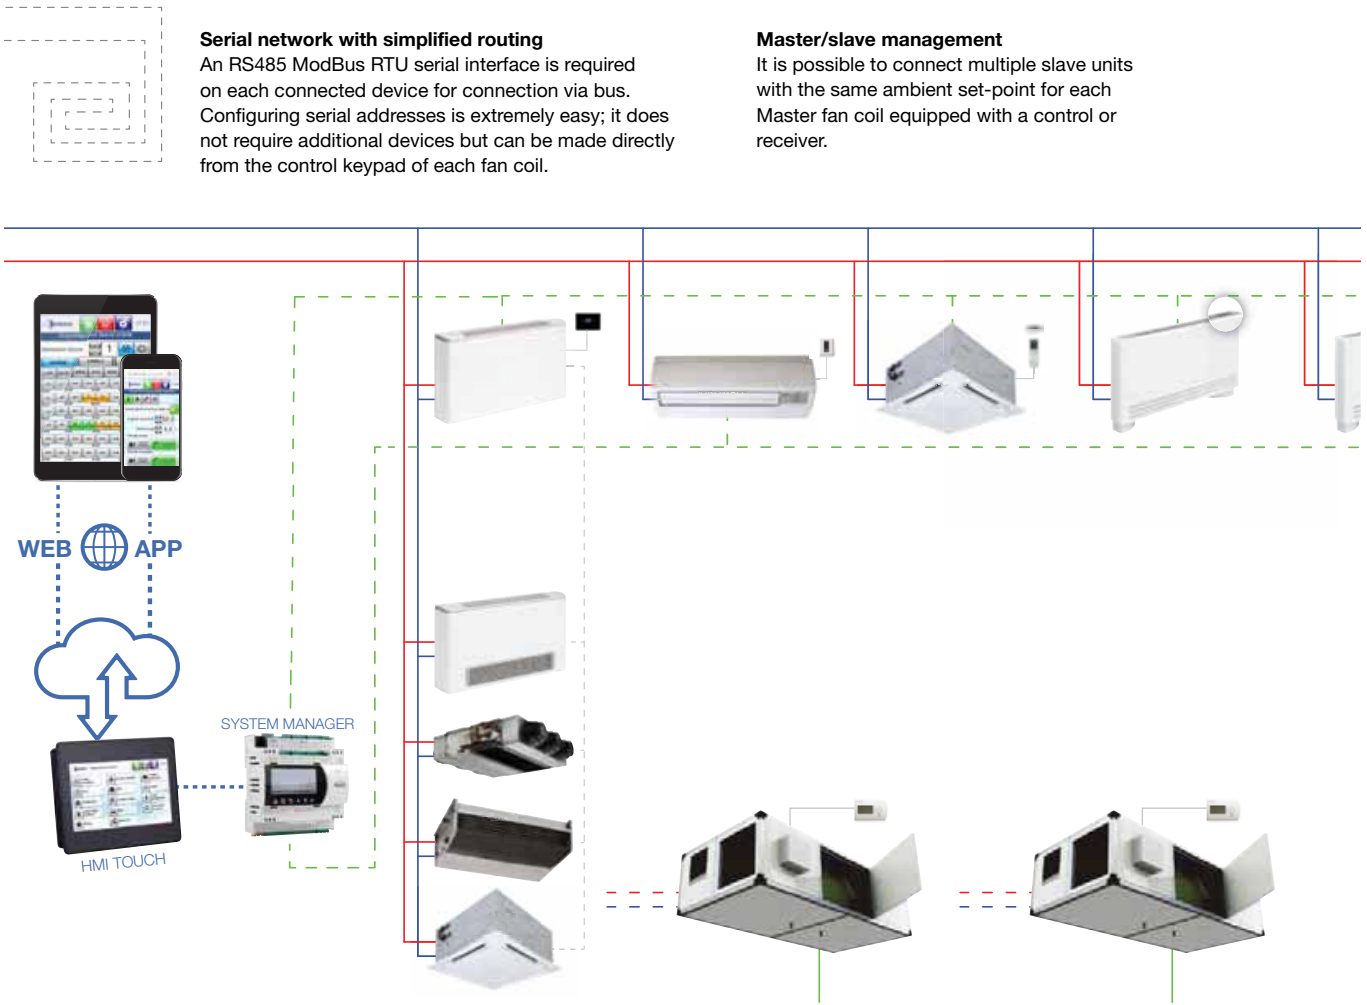 Serial network with simplified routing
An RS485 ModBus RTU serial interface is required
on each connected device for connection via bus.
Configuring serial addresses is extremely easy; it does
not require additional devices but can be made directly
from the control keypad of each fan coil.
Master/slave management
It is possible to connect multiple slave units
with the same ambient set-point for each
Master fan coil equipped with a control or
receiver.
WEB
APP
SYSTEM MANAGER
HMI TOUCH